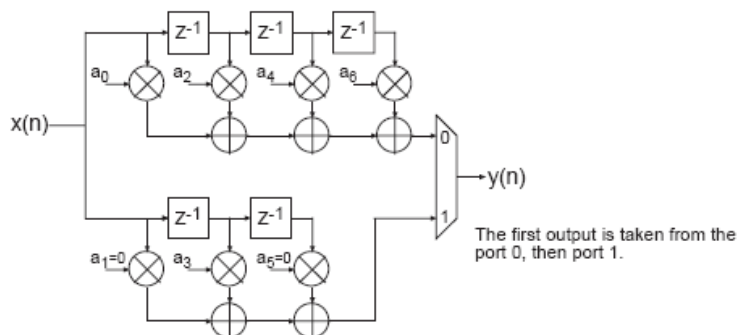 z-1 z-1 z-1
a0 a2 a4 a6
x(n)
0
y(n)
z-1 z-1
1
The first output is taken from the
port 0, then port 1.
a1=0 a3 a5=0